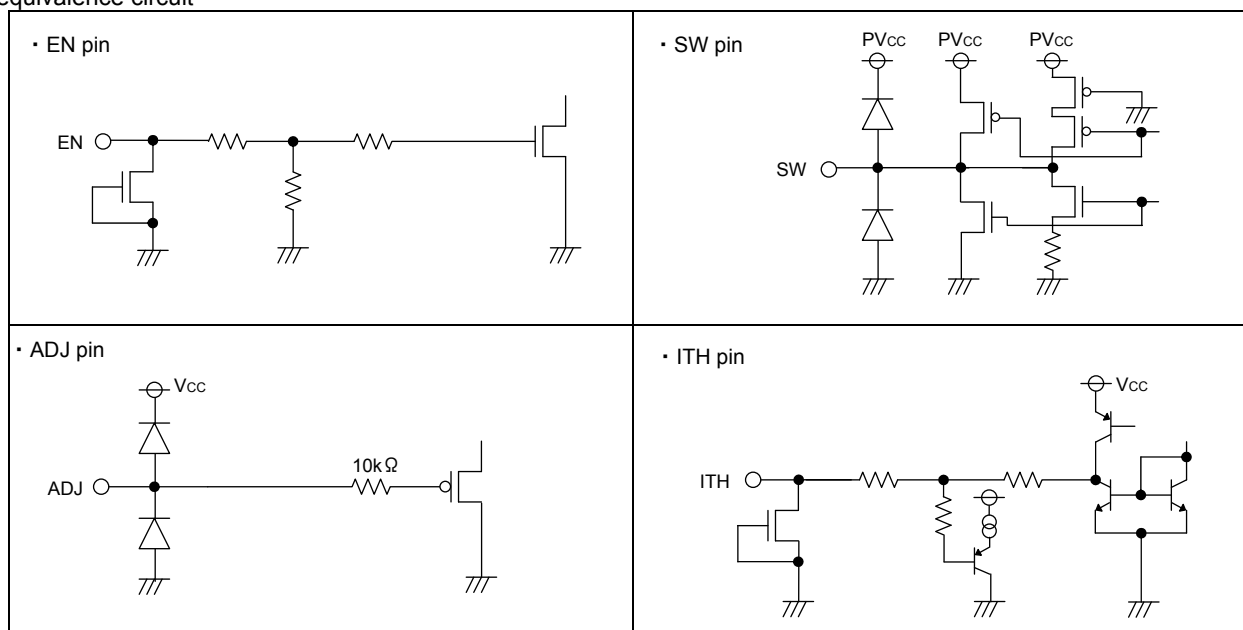 equivalence circuit
・EN pin
EN
・SW pin
PVCC PVCC PVCC
SW
・ADJ pin
VCC
10kΩ
ADJ
・ITH pin
VCC
ITH